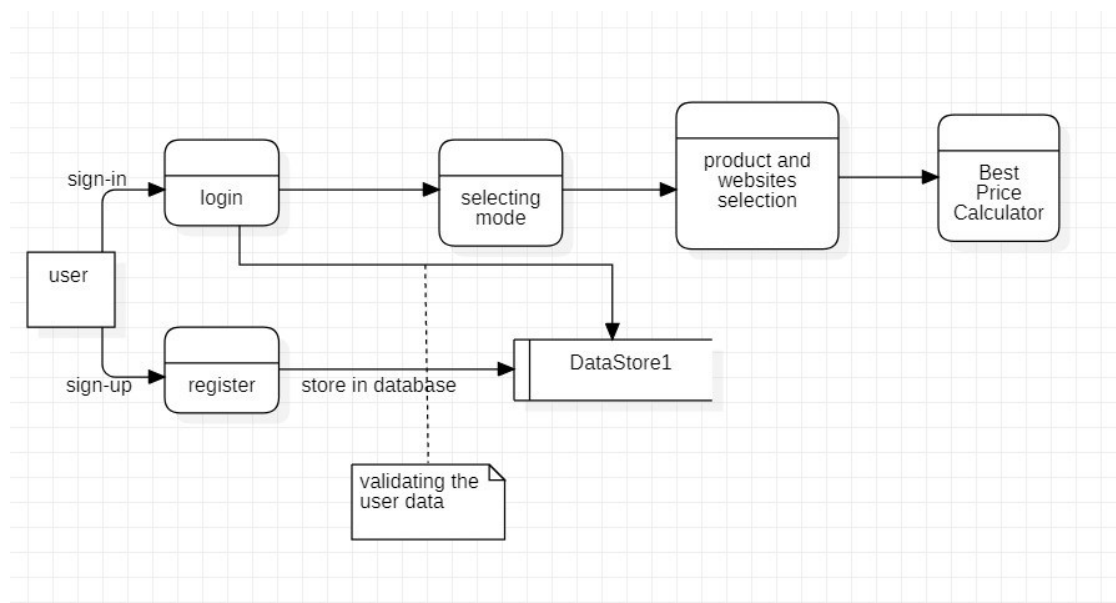 sign-in
login
selecting
mode
product and
websites
selection
Best
Price
Calculator
user
sign-up
register
store in database
DataStore1
validating the
user data